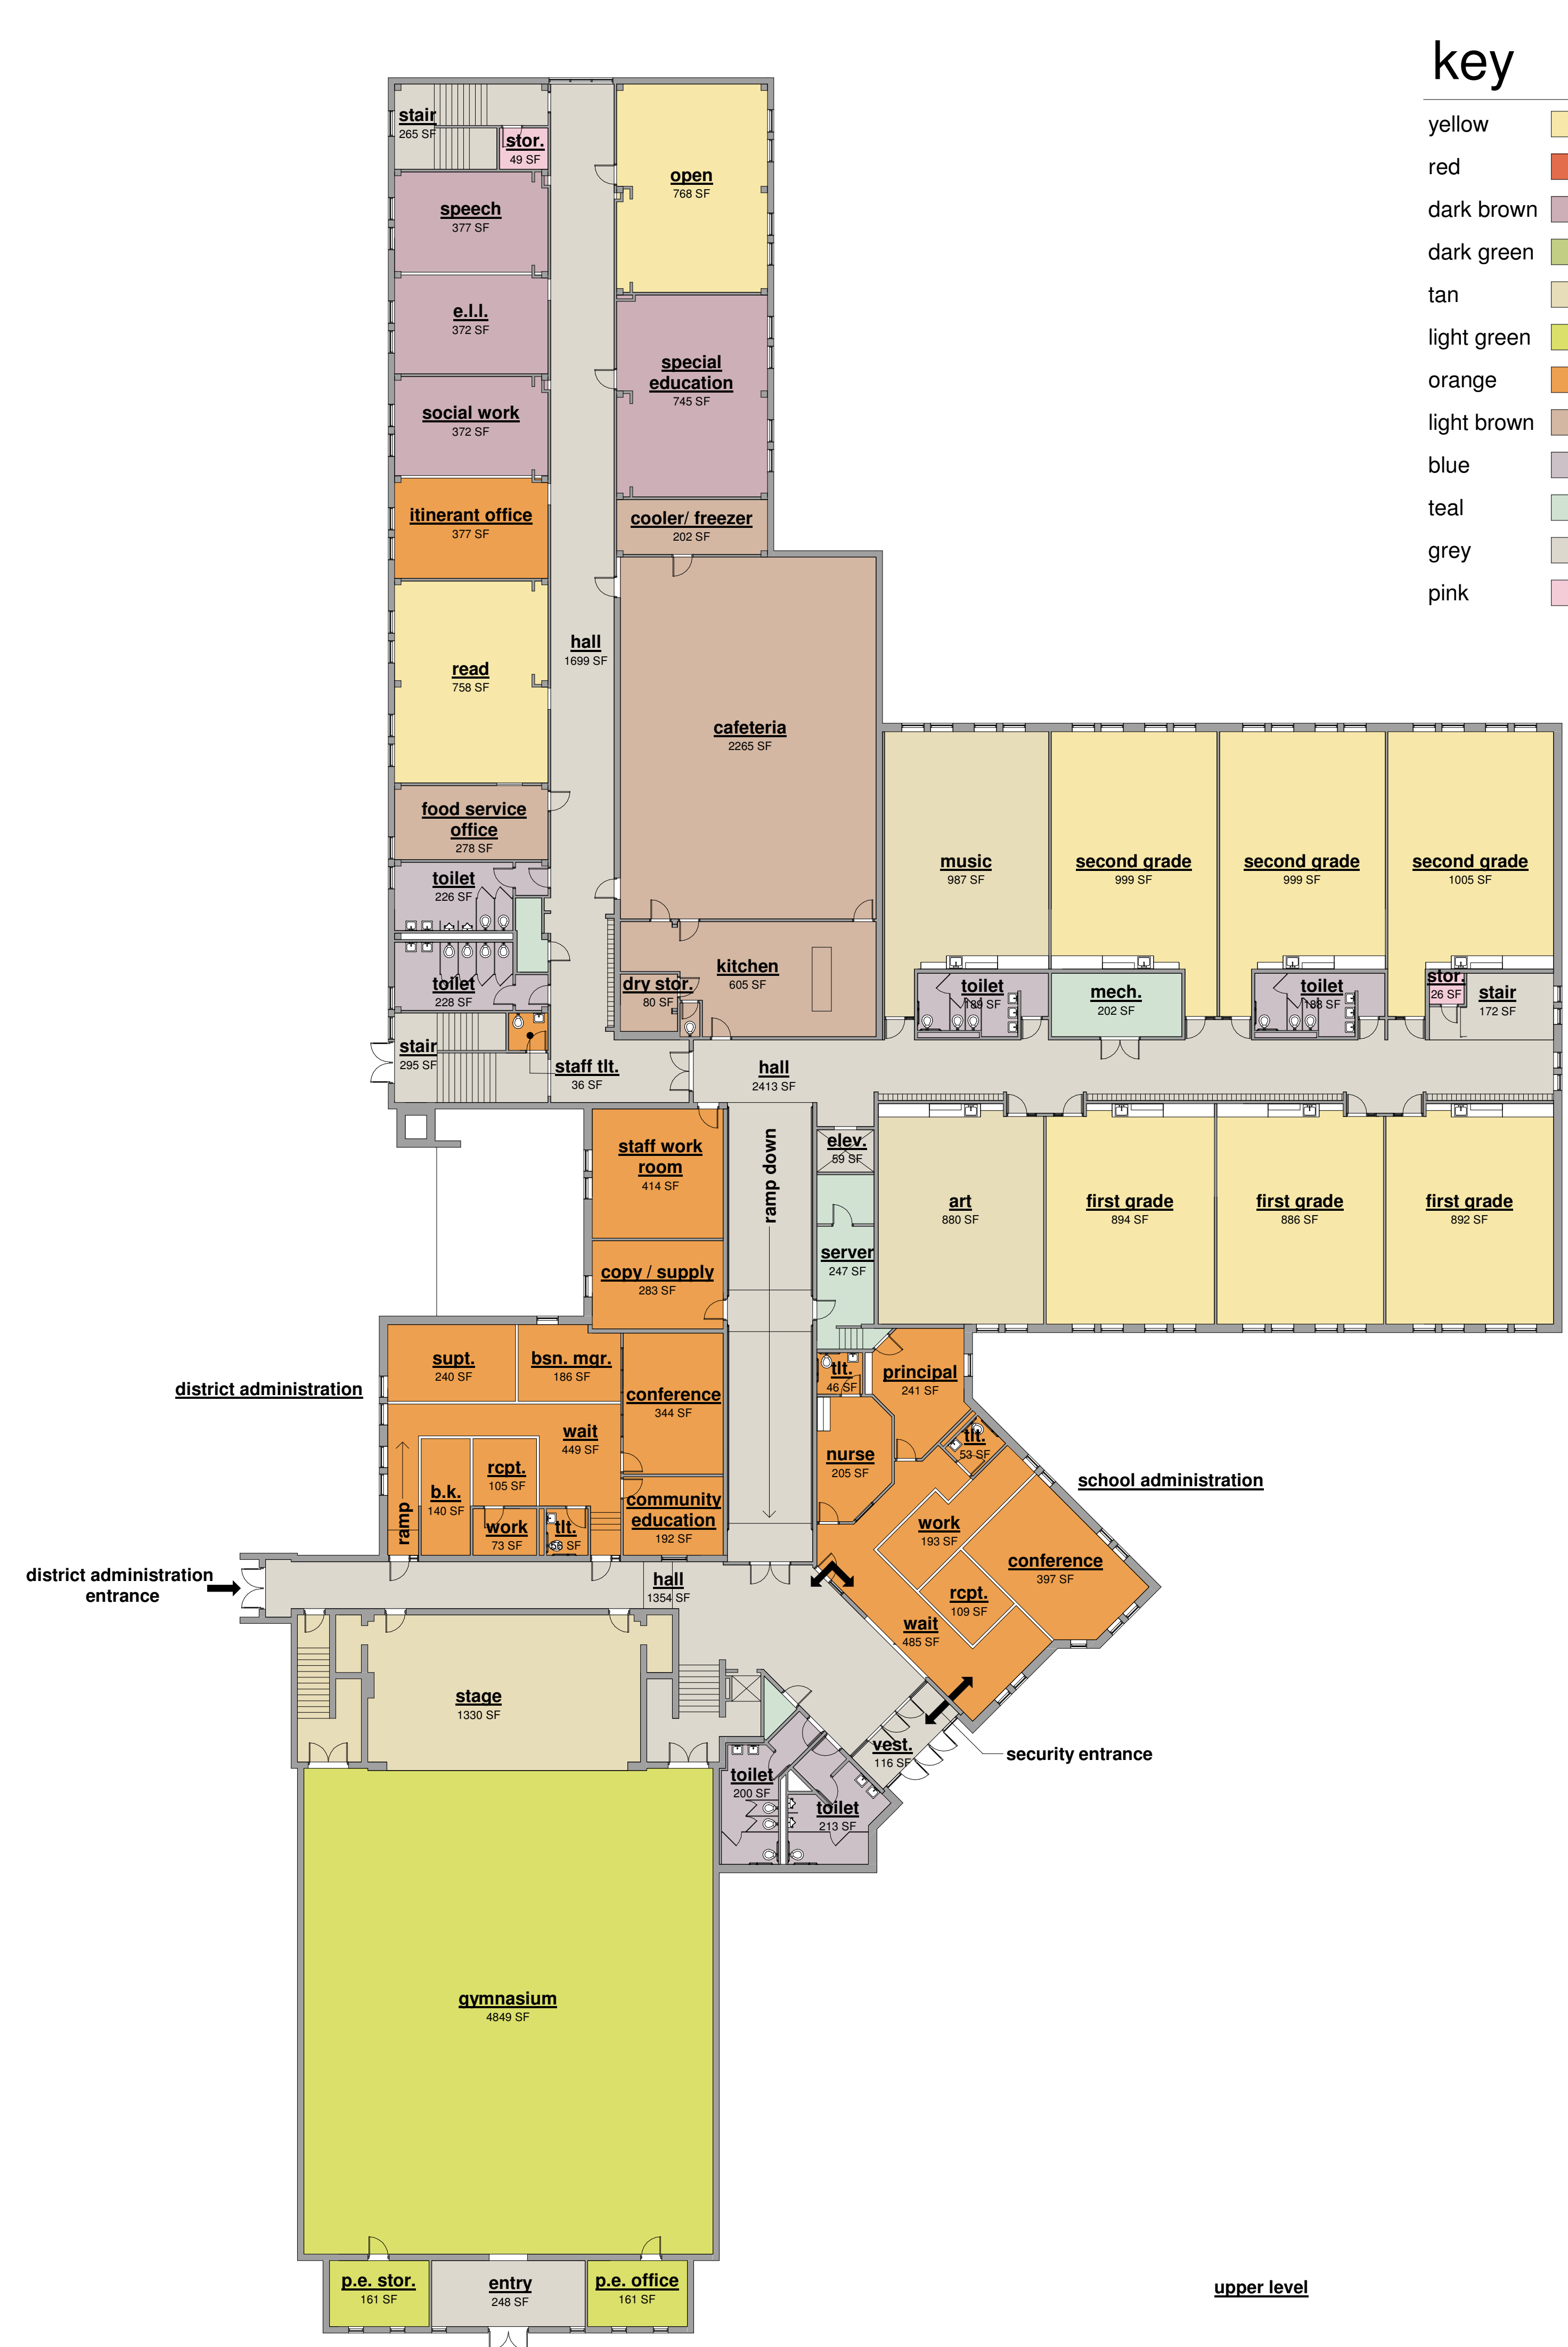 key
yellow
red
dark brown
dark green
tan
light green
orange
light brown
blue
teal
grey
pink
stair
265 SF
stor.
49 SF
open
768 SF
speech
377 SF
e.l.l.
372 SF
special
education
745 SF
social work
372 SF
itinerant office
377 SF
cooler/ freezer
202 SF
read
758 SF
hall
1699 SF
cafeteria
2265 SF
food service
office
278 SF
toilet
226 SF
toilet
228 SF
kitchen
605 SF
dry stor.
80 SF
music
987 SF
second grade
999 SF
second grade
999 SF
second grade
1005 SF
toilet
189 SF
mech.
202 SF
toilet
188 SF
stor.
26 SF
stair
172 SF
stair
295 SF
staff tlt.
36 SF
hall
2413 SF
staff work
room
414 SF
ramp down
elev.
59 SF
art
880 SF
first grade
894 SF
first grade
886 SF
first grade
892 SF
copy / supply
283 SF
server
247 SF
district administration
supt.
240 SF
bsn. mgr.
186 SF
conference
344 SF
tlt.
46 SF
principal
241 SF
wait
449 SF
nurse
205 SF
tlt.
53 SF
school administration
ramp
b.k.
140 SF
rcpt.
105 SF
work
73 SF
tlt.
56 SF
community
education
192 SF
work
193 SF
conference
397 SF
rcpt.
109 SF
wait
485 SF
district administration
entrance
hall
1354 SF
stage
1330 SF
vest.
116 SF
security entrance
toilet
200 SF
toilet
213 SF
gymnasium
4849 SF
p.e. stor.
161 SF
entry
248 SF
p.e. office
161 SF
upper level